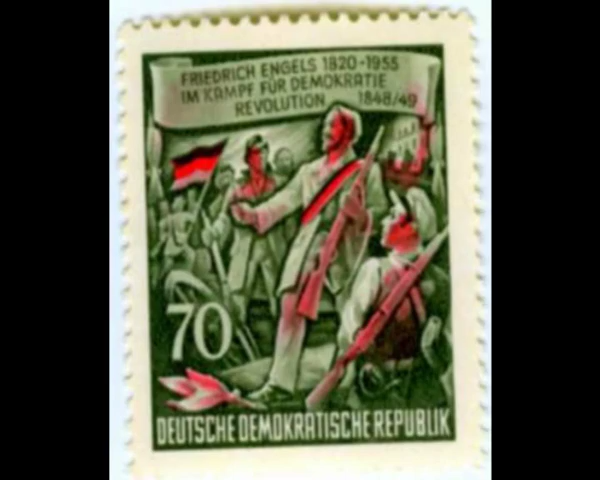 FRIEDRICH ENGELS 1820-1955
IM KAMPF FÜR DEMOKRATIE
REVOLUTION 1848/49
70
DEUTSCHE DEMOKRATISCHE REPUBLIK